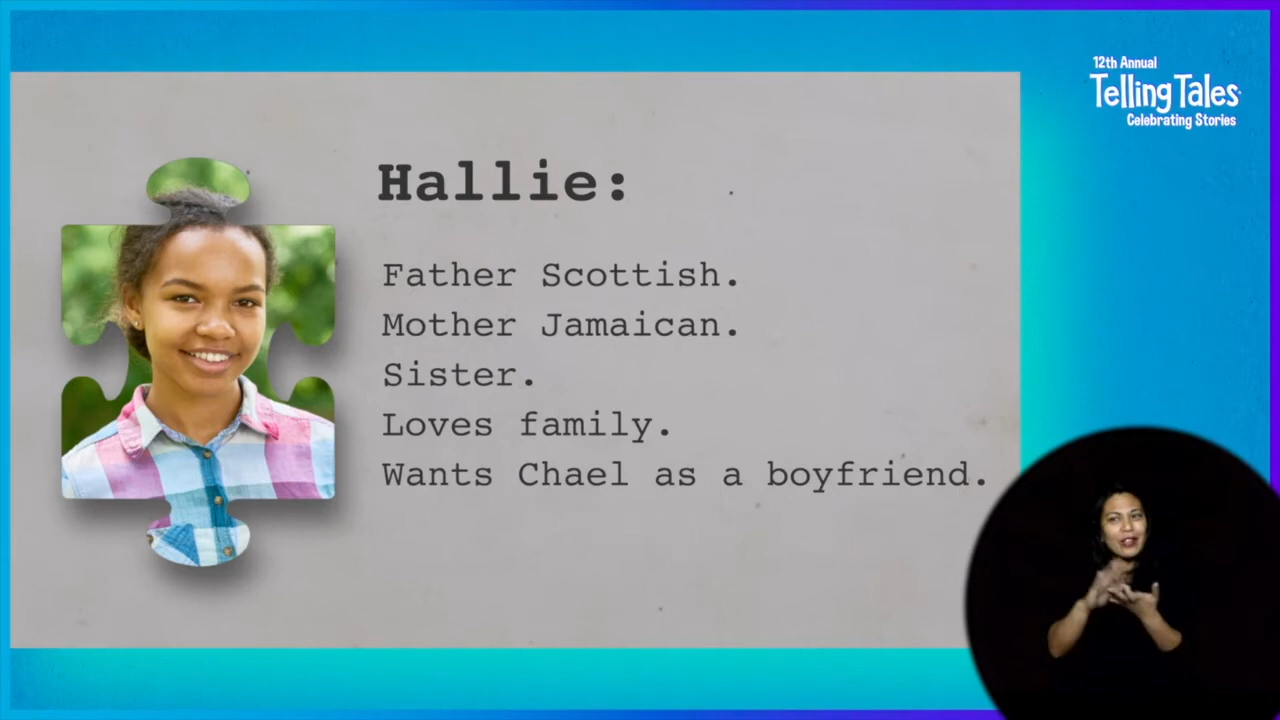 12th Annual
Telling Tales
Celebrating Stories
Hallie:
Father Scottish.
Mother Jamaican.
Sister.
Loves family.
Wants Chael as a boyfriend.